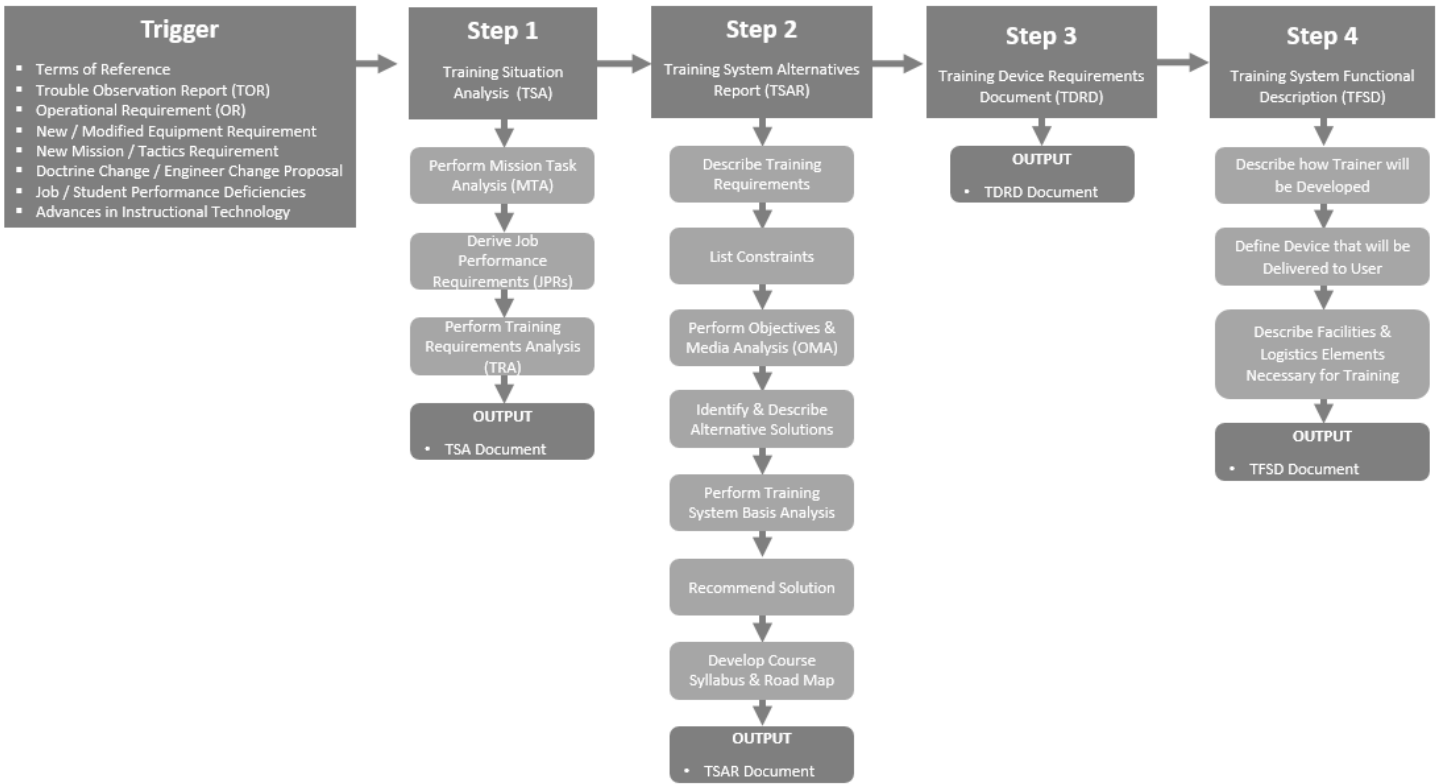 Trigger
▪ Terms of Reference
▪ Trouble Observation Report (TOR)
▪ Operational Requirement (OR)
▪ New / Modified Equipment Requirement
▪ New Mission / Tactics Requirement
▪ Doctrine Change / Engineer Change Proposal
▪ Job / Student Performance Deficiencies
▪ Advances in Instructional Technology
Step 1
Training Situation
Analysis (TSA)
Perform Mission Task
Analysis (MTA)
Derive Job
Performance
Requirements (JPRs)
Perform Training
Requirements Analysis
(TRA)
OUTPUT
• TSA Document
Step 2
Training System Alternatives
Report (TSAR)
Describe Training
Requirements
List Constraints
Perform Objectives &
Media Analysis (OMA)
Identify & Describe
Alternative Solutions
Perform Training
System Basis Analysis
Recommend Solution
Develop Course
Syllabus & Road Map
OUTPUT
• TSAR Document
Step 3
Training Device Requirements
Document (TDRD)
OUTPUT
• TDRD Document
Step 4
Training System Functional
Description (TFSD)
Describe how Trainer will
be Developed
Define Device that will be
Delivered to User
Describe Facilities &
Logistics Elements
Necessary for Training
OUTPUT
• TFSD Document